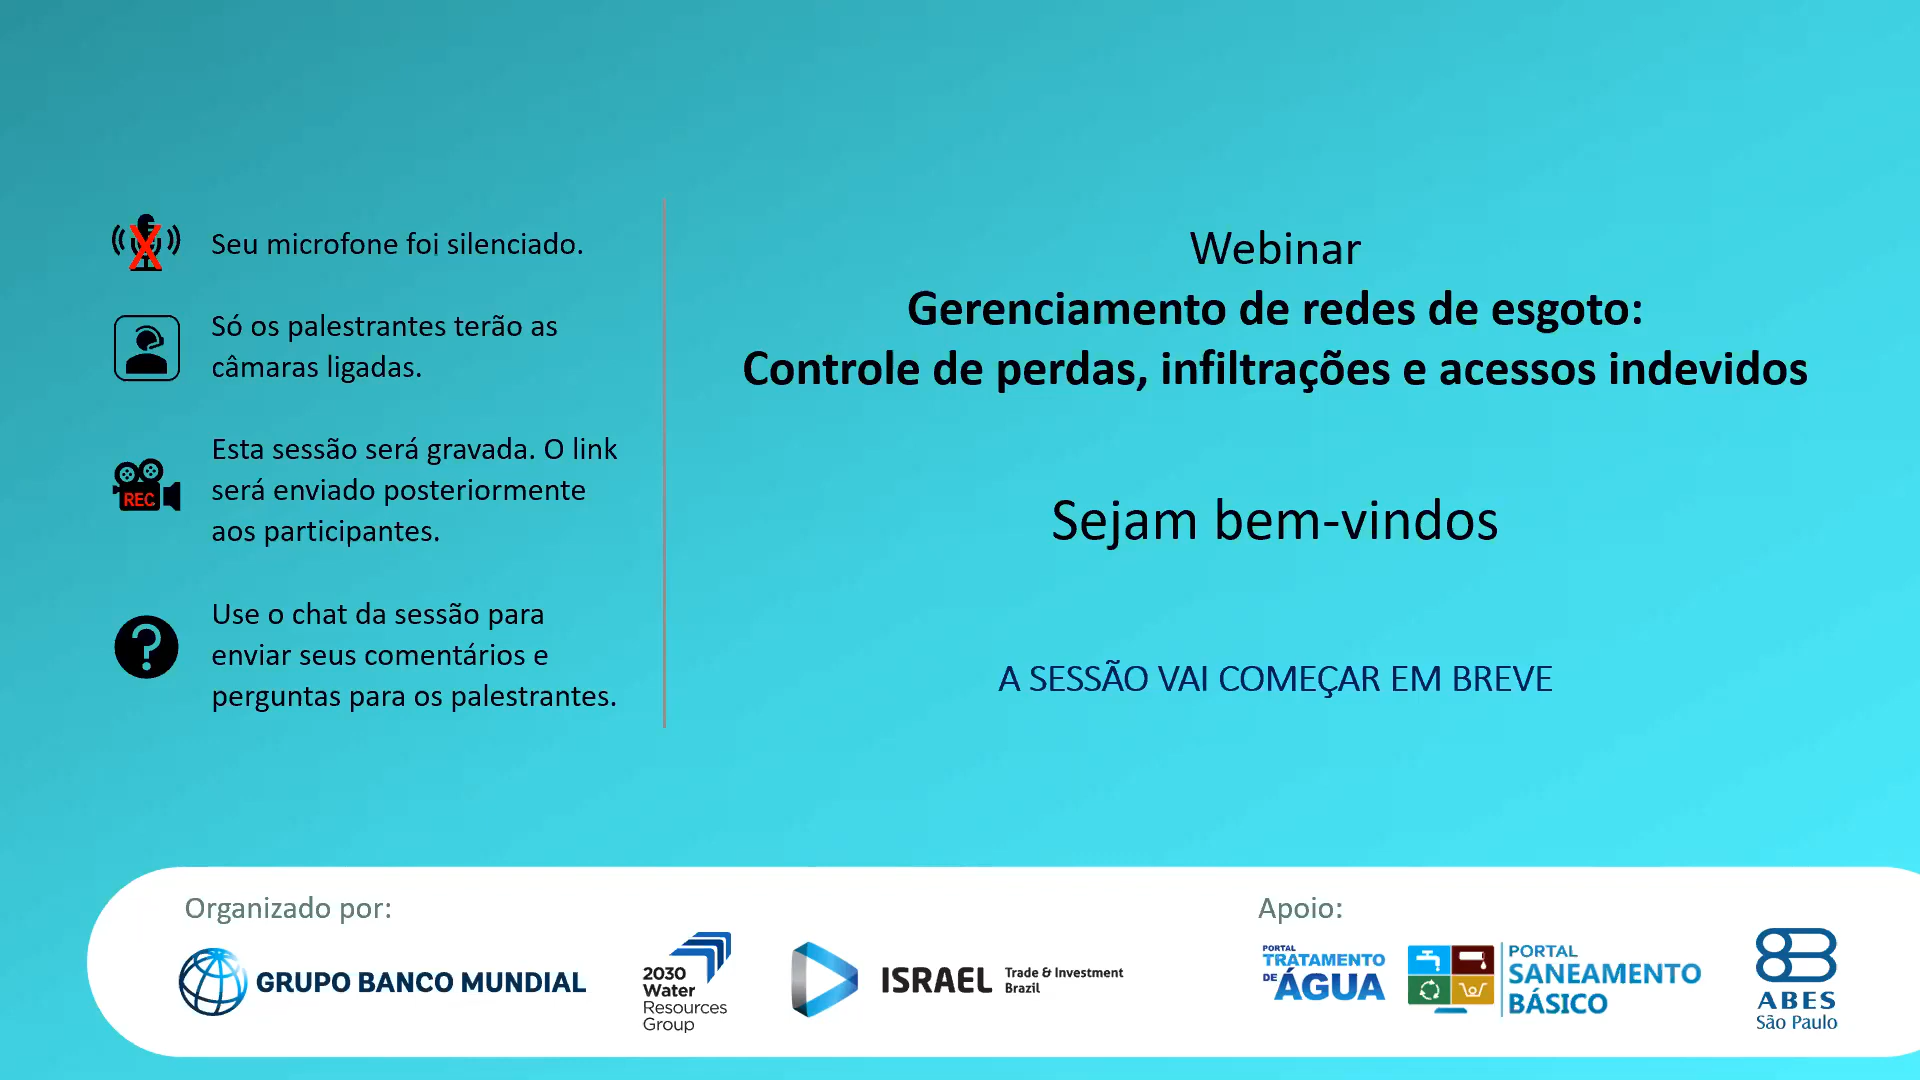 Seu microfone foi silenciado.
Só os palestrantes terão as
câmaras ligadas.
REC
Esta sessão será gravada. O link
será enviado posteriormente
aos participantes.
?
Use o chat da sessão para
enviar seus comentários e
perguntas para os palestrantes.
Webinar
Gerenciamento de redes de esgoto:
Controle de perdas, infiltrações e acessos indevidos
Sejam bem-vindos
A SESSÃO VAI COMEÇAR EM BREVE
Organizado por:
GRUPO BANCO MUNDIAL
2030
Water
Resources
Group
ISRAEL
Trade & Investment
Brazil
Apoio:
PORTAL
TRATAMENTO
DE ÁGUA
PORTAL
SANEAMENTO
BÁSICO
ABES
São Paulo